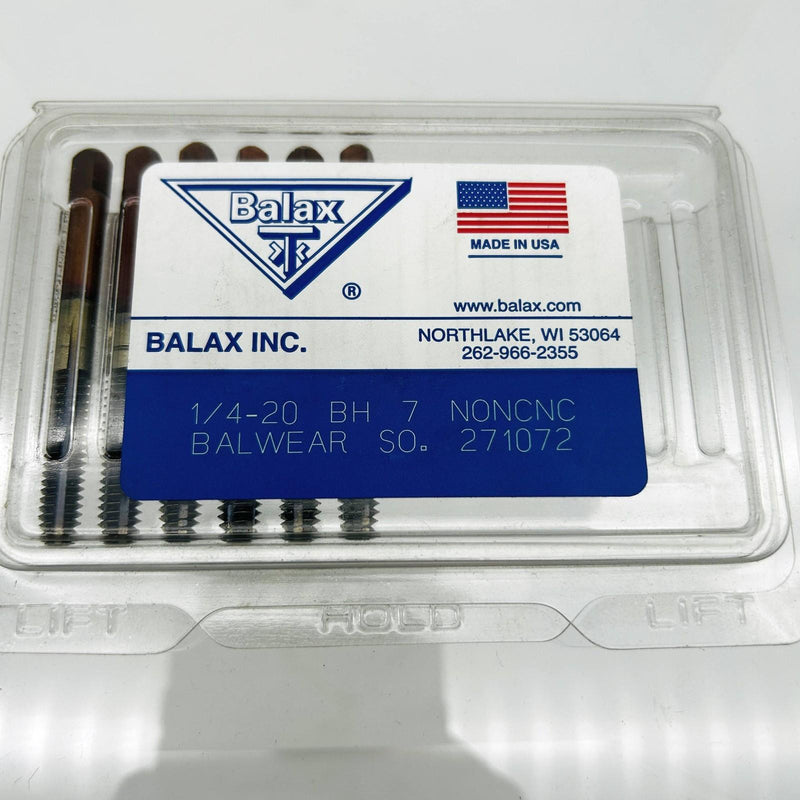 Balax
®
MADE IN USA
www.balax.com
BALAX INC.
NORTHLAKE, WI 53064
262-966-2355
1/4-20 BH 7 NONCNC
BALWEAR SO. 271072
LIFT HOLD LIFT